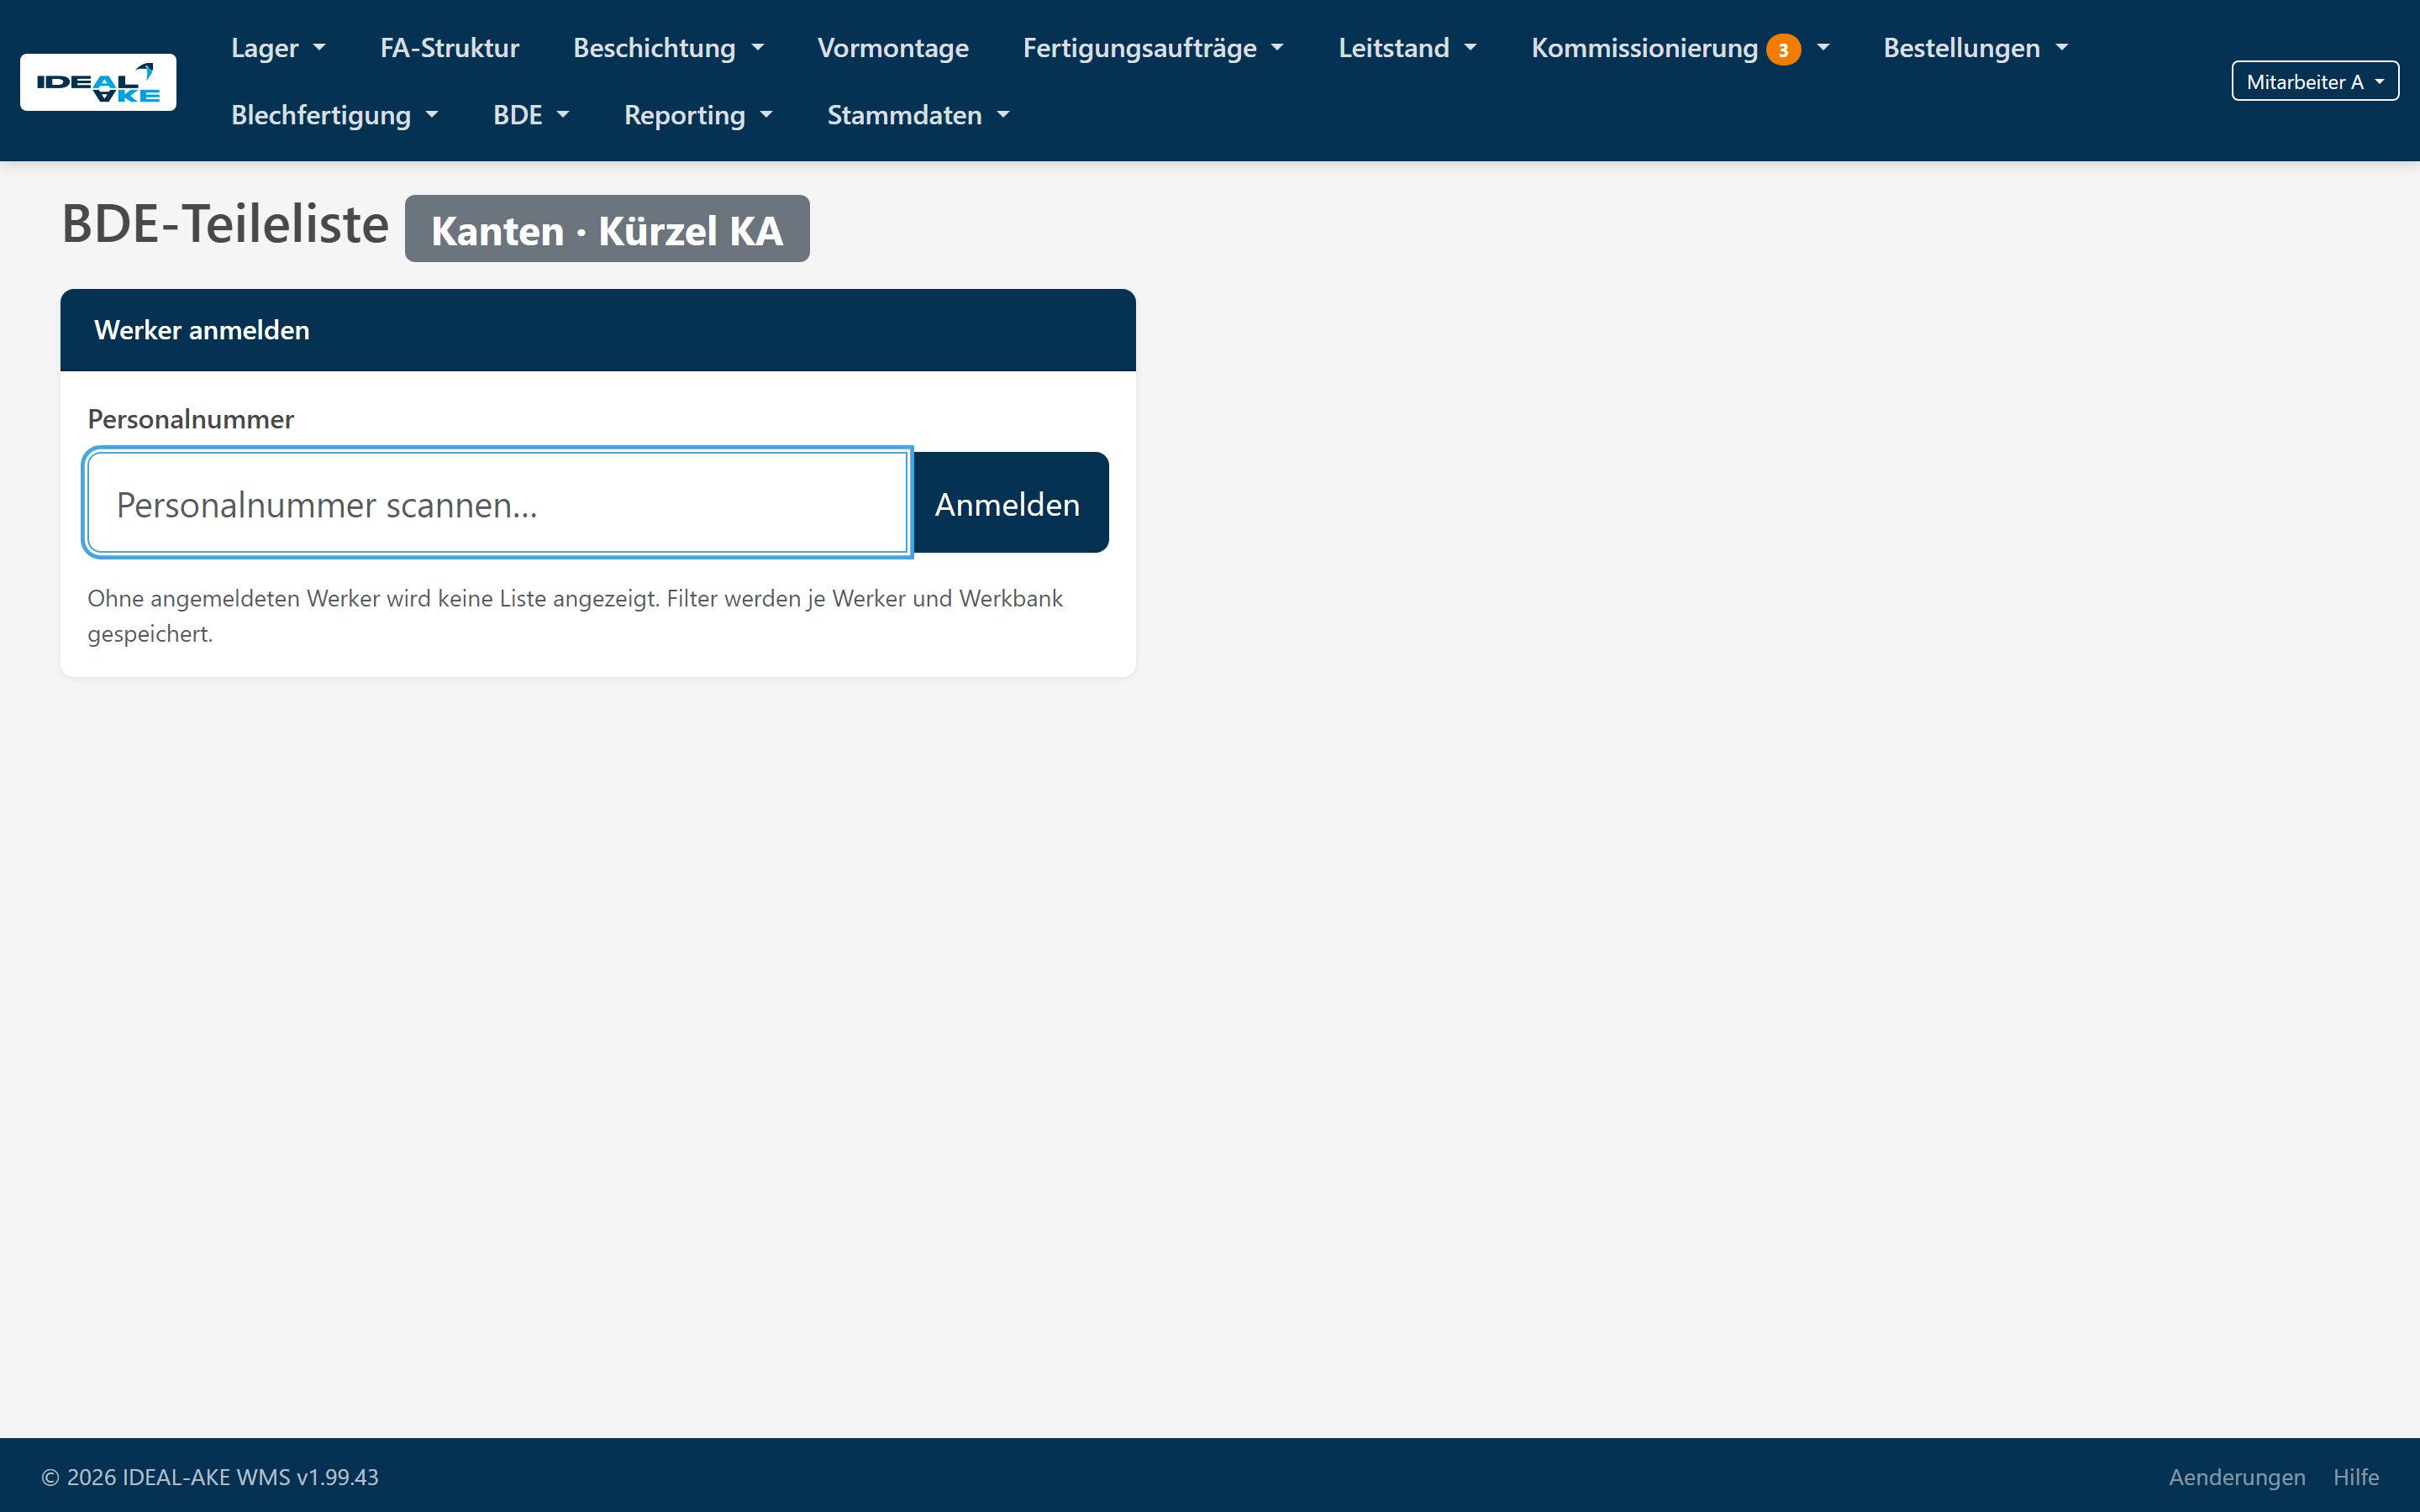 IDEAL AKE
Lager
FA-Struktur
Beschichtung
Vormontage
Fertigungsaufträge
Leitstand
Kommissionierung 3
Bestellungen
Blechfertigung
BDE
Reporting
Stammdaten
Mitarbeiter A
BDE-Teileliste
Kanten · Kürzel KA
Werker anmelden
Personalnummer
Personalnummer scannen...
Anmelden
Ohne angemeldeten Werker wird keine Liste angezeigt. Filter werden je Werker und Werkbank
gespeichert.
© 2026 IDEAL-AKE WMS v1.99.43
Aenderungen
Hilfe